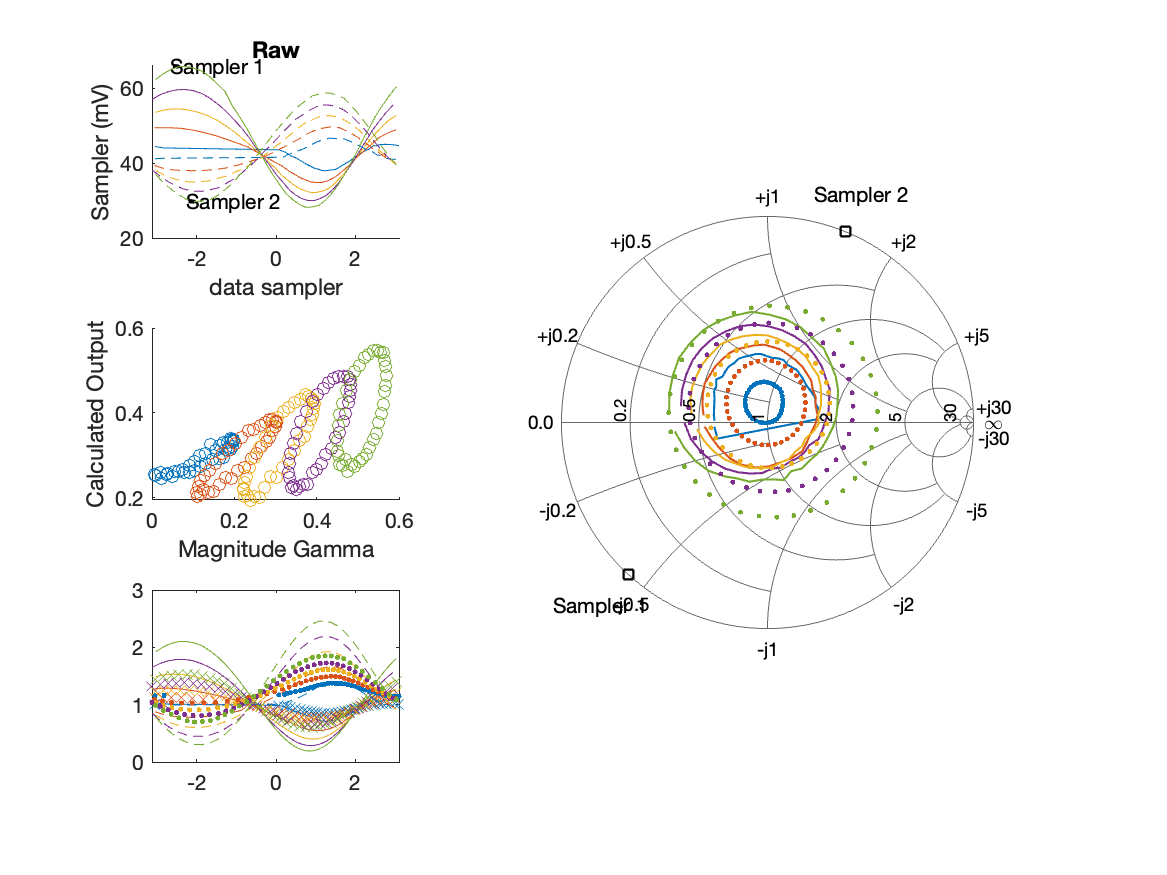 Raw
Sampler 1
60
40
20
Sampler (mV)
Sampler 2
-2 0 2
data sampler
0.6
0.4
0.2
Calculated Output
0 0.2 0.4 0.6
Magnitude Gamma
3
2
1
0
-2 0 2
Sampler 2
+j1
+j0.5 +j2
+j0.2 +j5
0.0 0.2 0.5 1 2 5 30 +j30
∞
-j30
-j0.2 -j5
Sampler 1
-j0.5 -j2
-j1